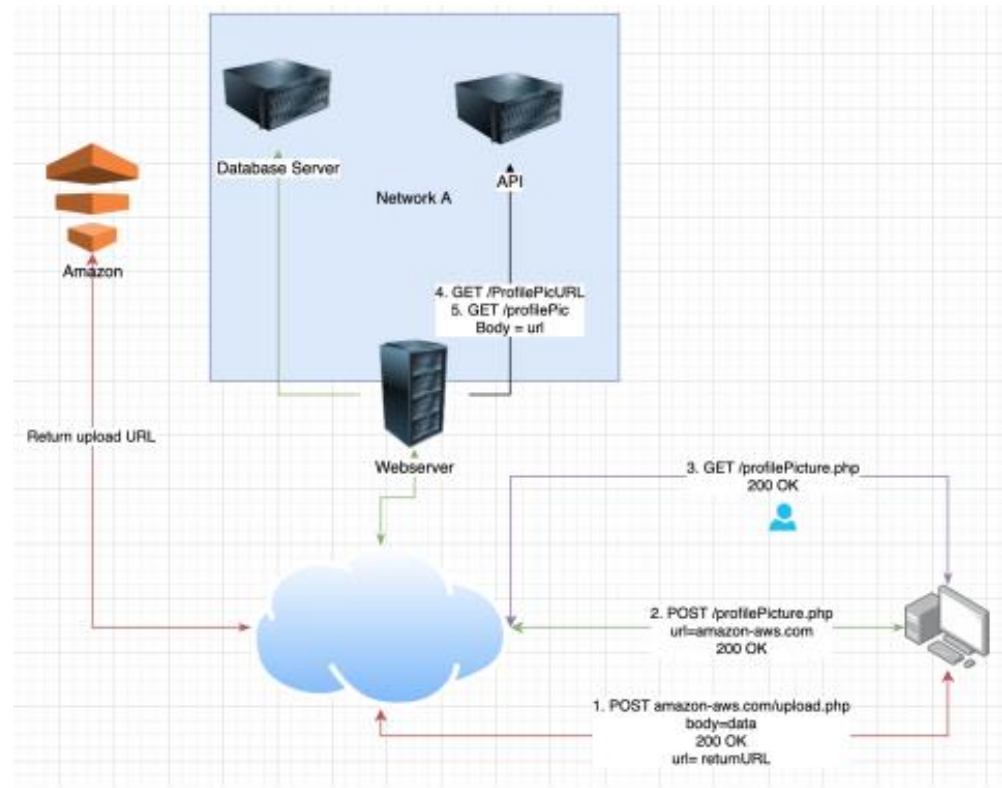 Database Server
API
Network A
Amazon
4. GET /ProfilePicURL
5. GET /profilePic
Body = url
Return upload URL
Webserver
3. GET /profilePicture.php
200 OK
2. POST /profilePicture.php
url=amazon-aws.com
200 OK
1. POST amazon-aws.com/upload.php
body=data
200 OK
url= returnURL